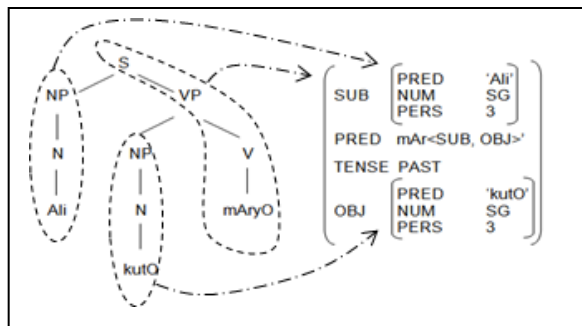 S
NP VP
N NP V
Ali N mAryO
kutO
PRED 'Ali'
SUB NUM SG
PERS 3
PRED mAr<SUB, OBJ>'
TENSE PAST
PRED 'kutO'
OBJ NUM SG
PERS 3